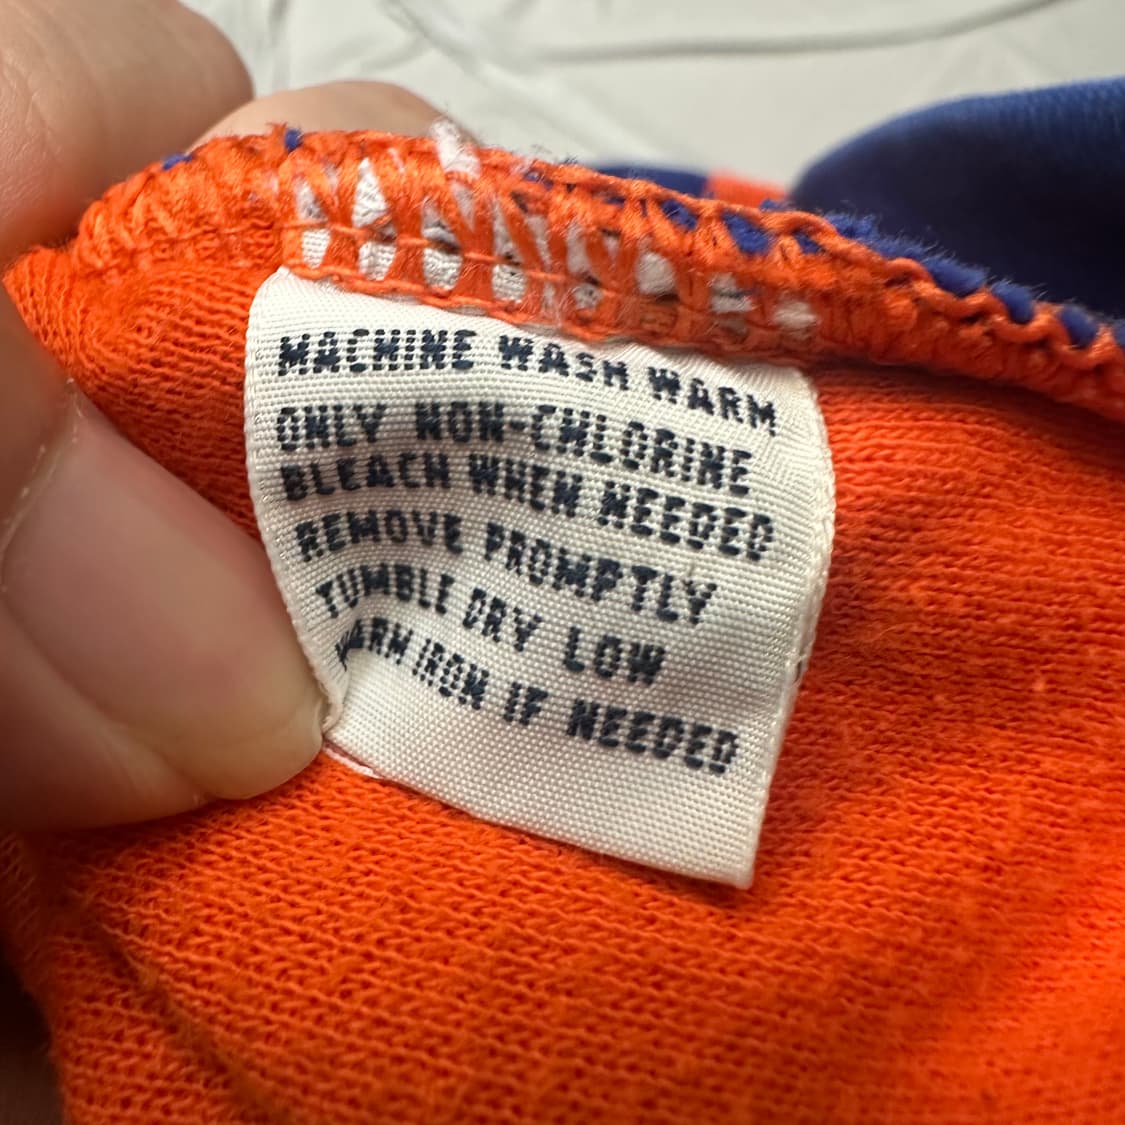 MACHINE WASH WARM
ONLY NON-CHLORINE
BLEACH WHEN NEEDED
REMOVE PROMPTLY
TUMBLE DRY LOW
WARM IRON IF NEEDED